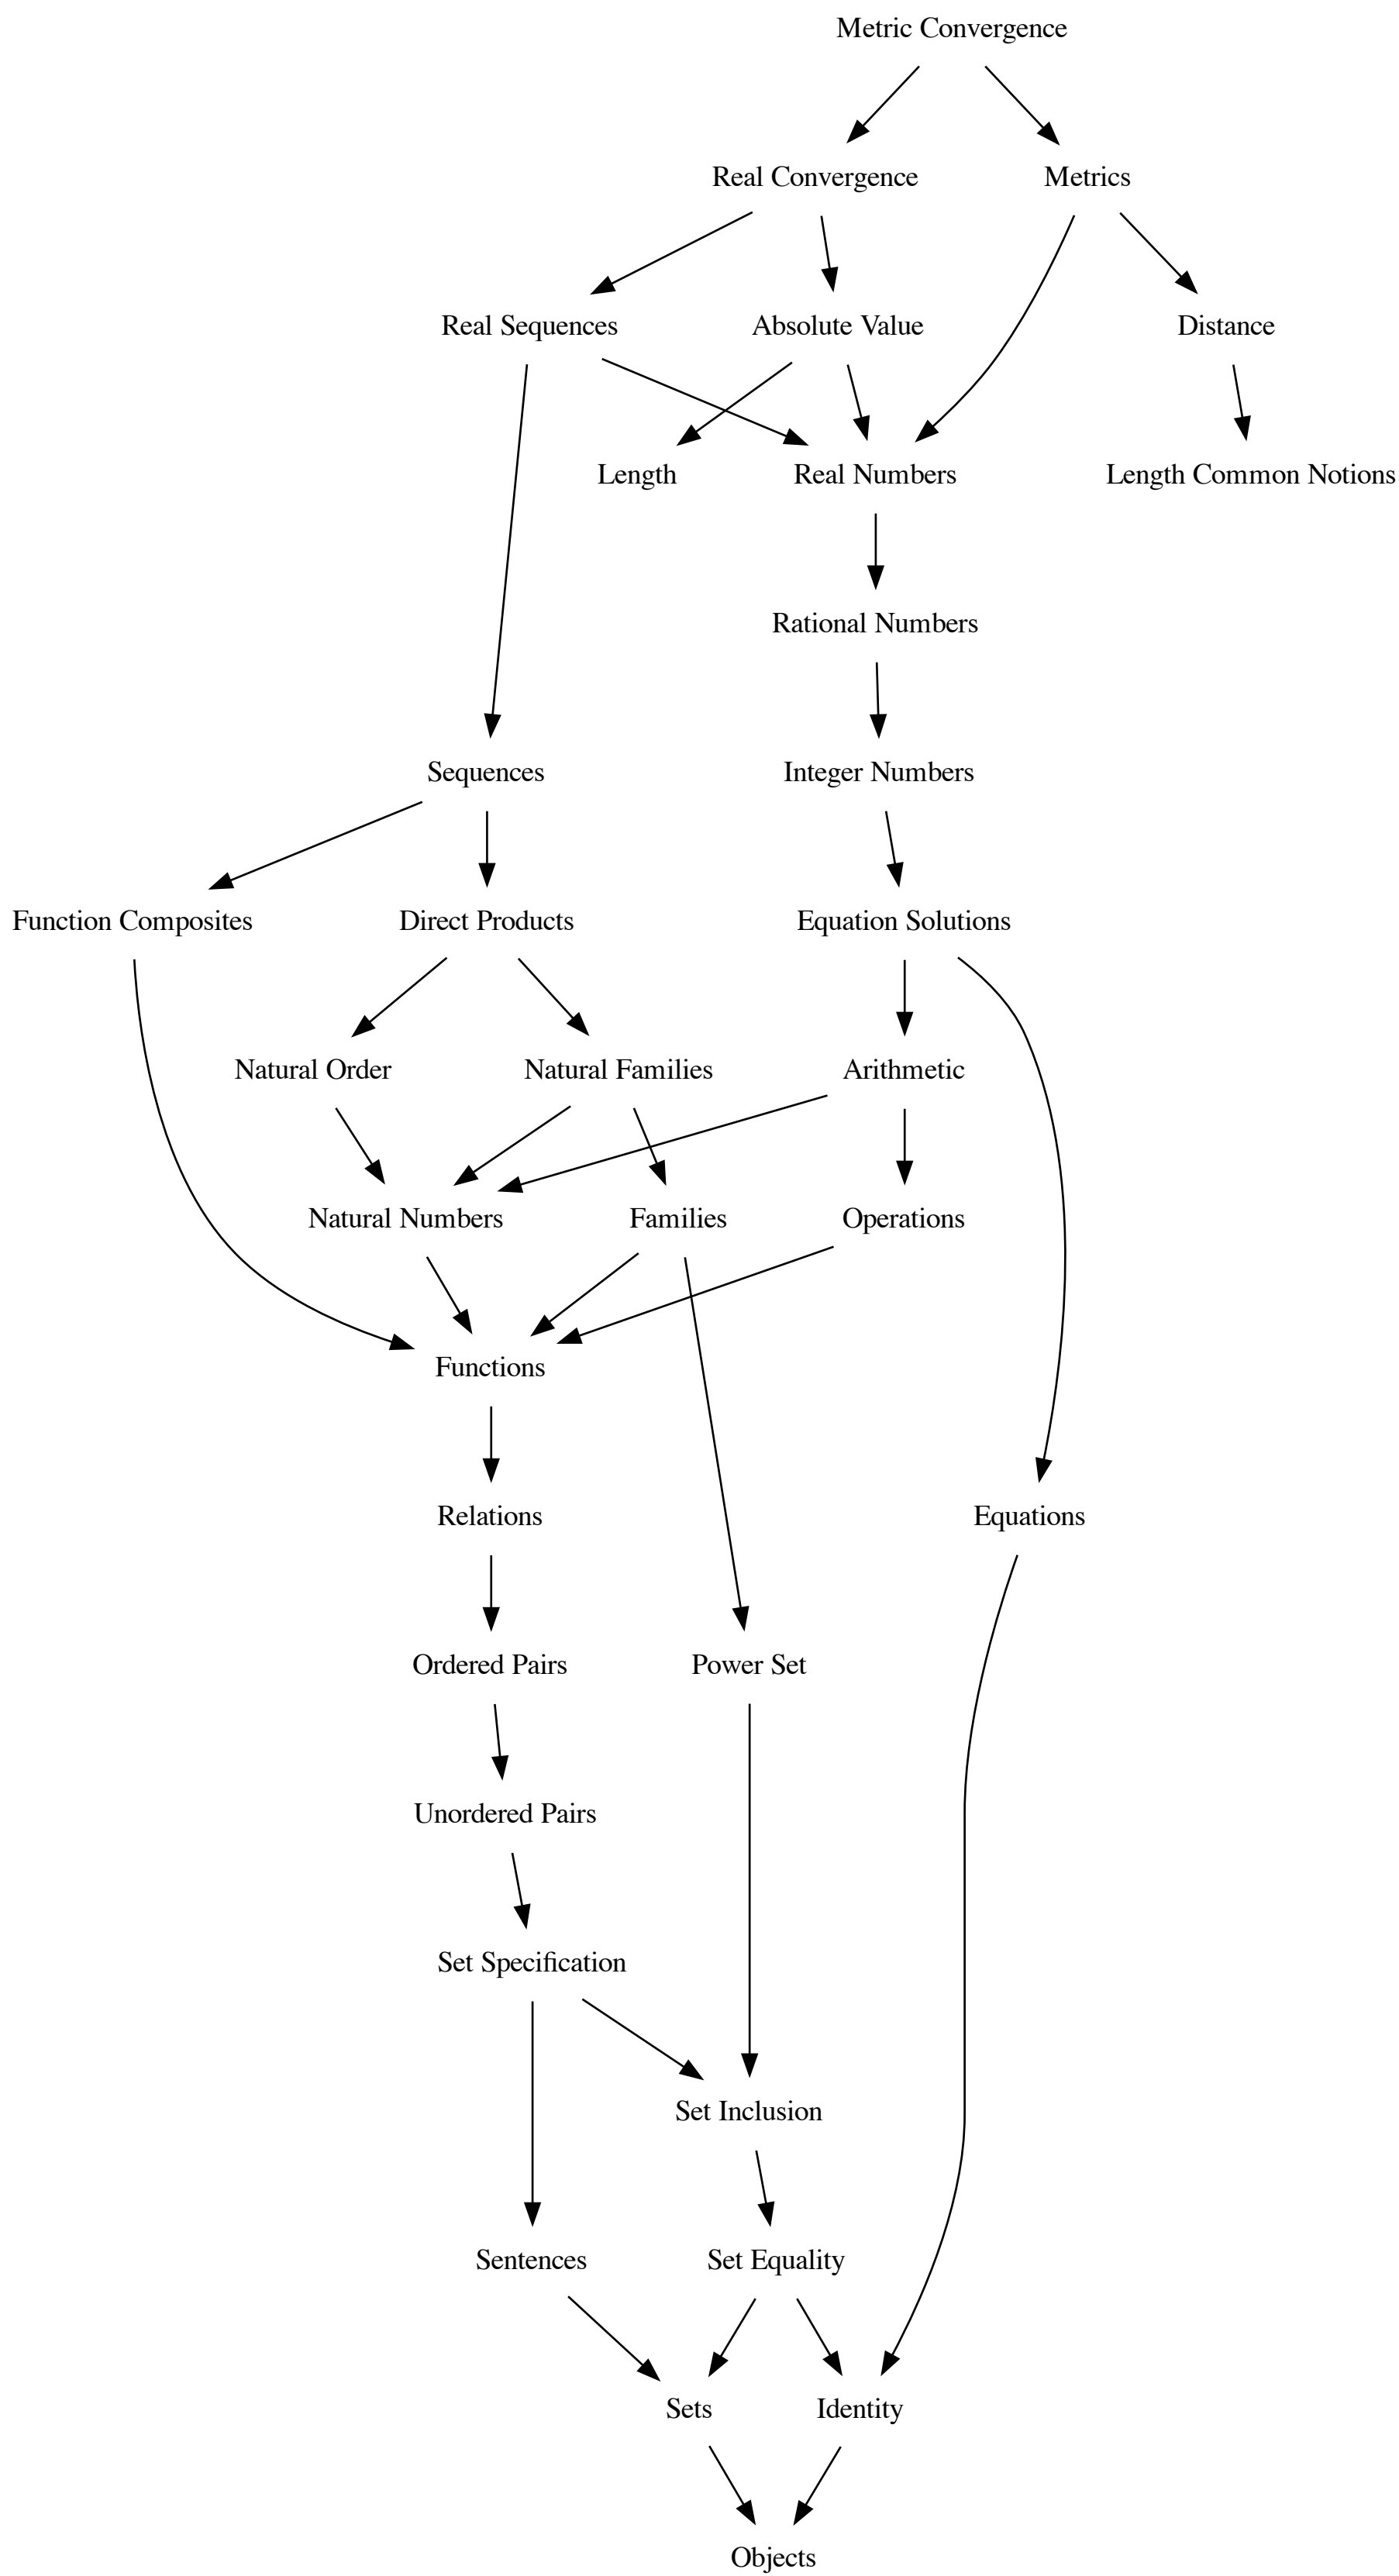 Metric Convergence
Real Convergence
Metrics
Real Sequences
Absolute Value
Distance
Length
Real Numbers
Length Common Notions
Rational Numbers
Sequences
Integer Numbers
Function Composites
Direct Products
Equation Solutions
Natural Order
Natural Families
Arithmetic
Natural Numbers
Families
Operations
Functions
Relations
Equations
Ordered Pairs
Power Set
Unordered Pairs
Set Specification
Set Inclusion
Sentences
Set Equality
Sets
Identity
Objects